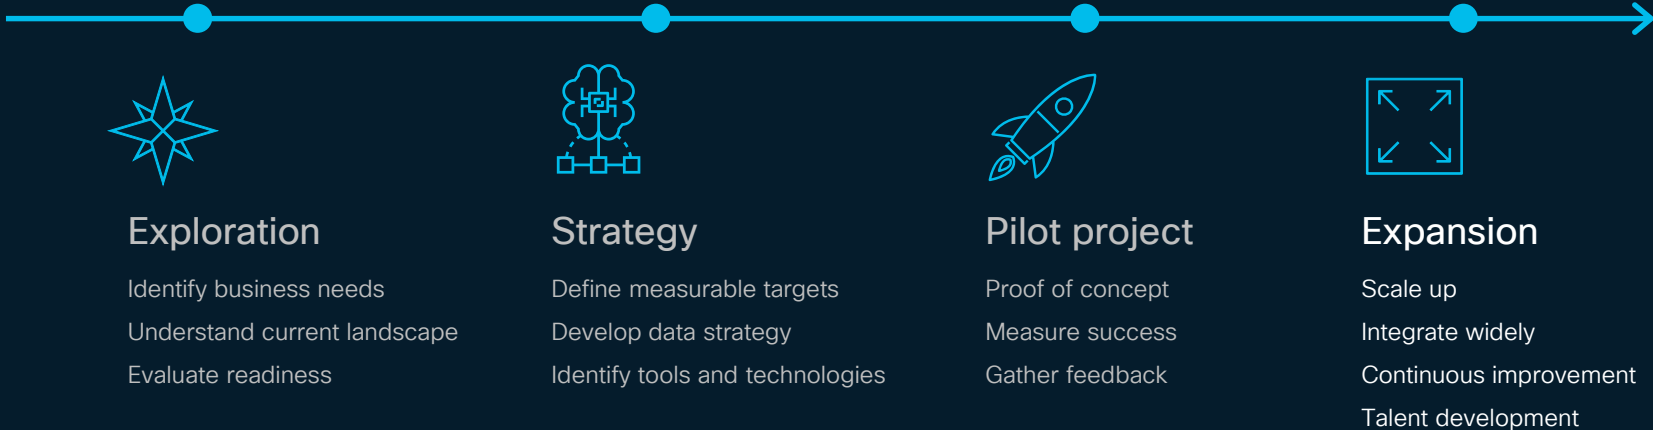 Exploration
Identify business needs
Understand current landscape
Evaluate readiness
Strategy
Define measurable targets
Develop data strategy
Identify tools and technologies
Pilot project
Proof of concept
Measure success
Gather feedback
Expansion
Scale up
Integrate widely
Continuous improvement
Talent development